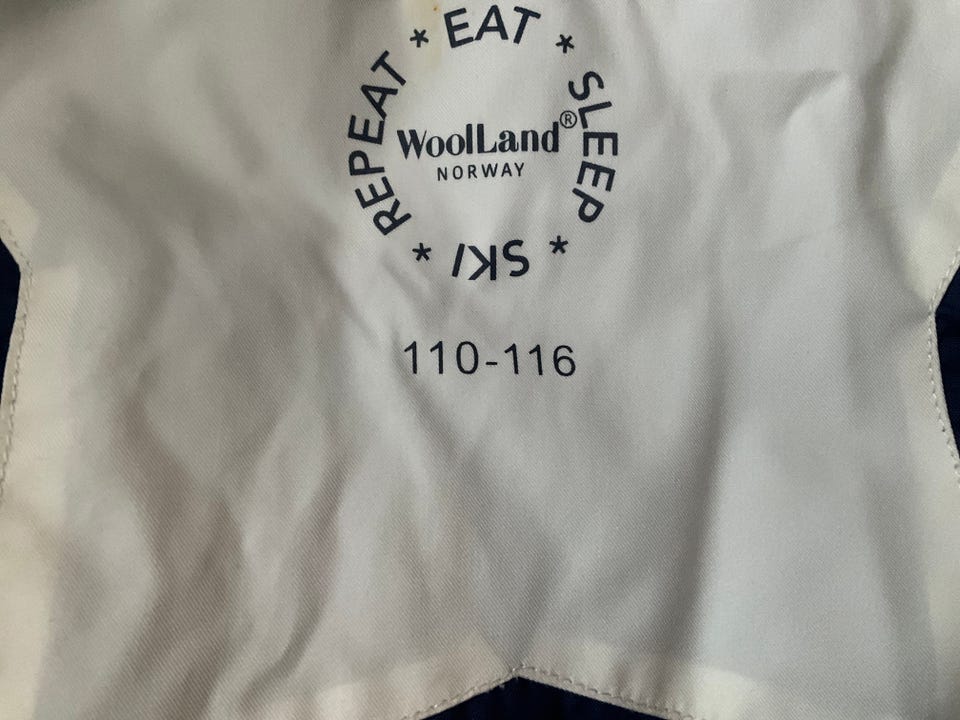 EAT * SLEEP * SKI * REPEAT *
WoolLand®
NORWAY
110-116